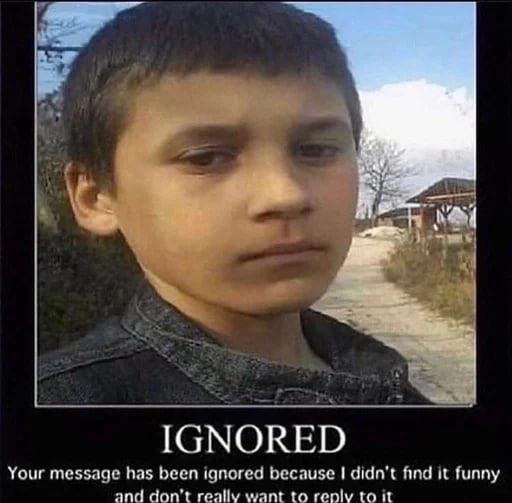 IGNORED
Your message has been ignored because I didn't find it funny
and don't really want to reply to it